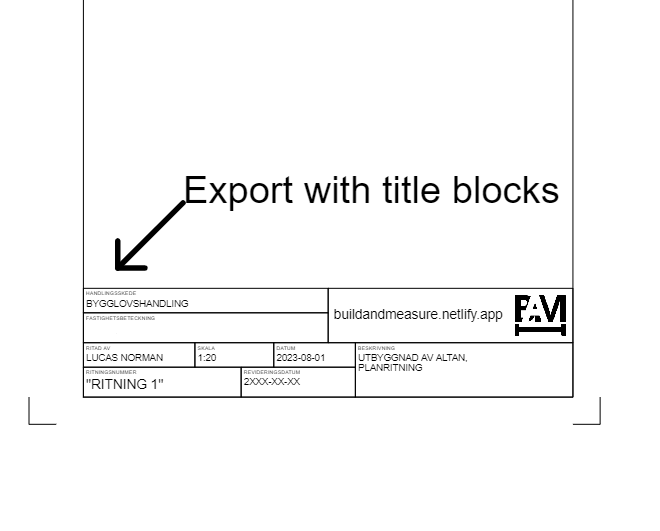 Export with title blocks
HANDLINGSSKEDE
BYGGLOVSHANDLING
FASTIGHETSBETECKNING
buildandmeasure.netlify.app
BAM
RITAD AV
LUCAS NORMAN
SKALA
1:20
DATUM
2023-08-01
BESKRIVNING
UTBYGGNAD AV ALTAN,
PLANRITNING
RITNINGSNUMMER
"RITNING 1"
REVIDERINGSDATUM
2XXX-XX-XX